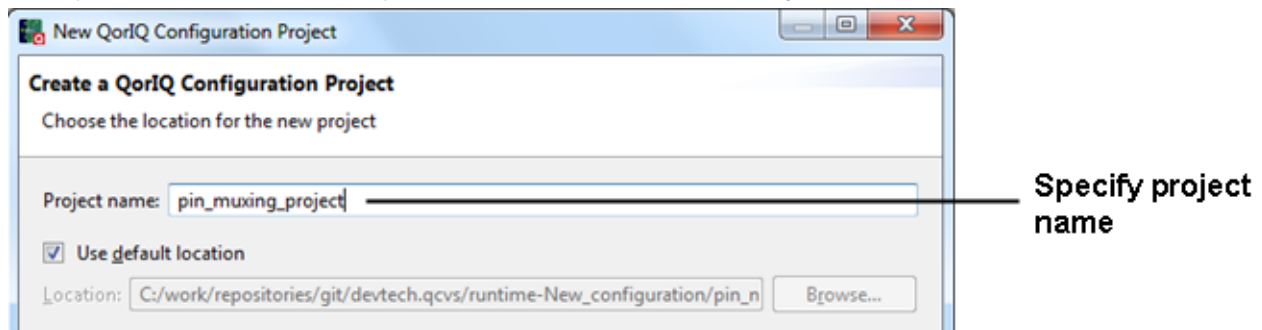 New QorIQ Configuration Project
Create a QorIQ Configuration Project
Choose the location for the new project
Project name: pin_muxing_project
Specify project
name
Use default location
Location: C:/work/repositories/git/devtech.qcvs/runtime-New_configuration/pin_n Browse...